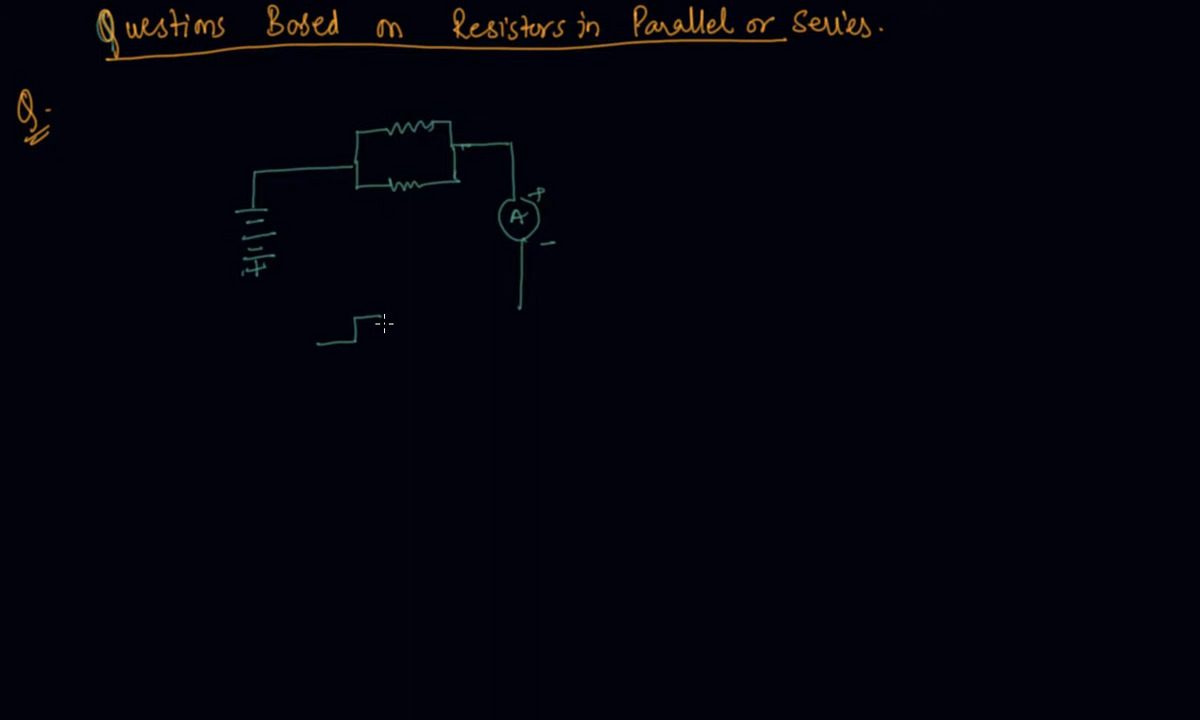 Questions Based on Resistors in Parallel or Series.
Q.
+
A
-
+